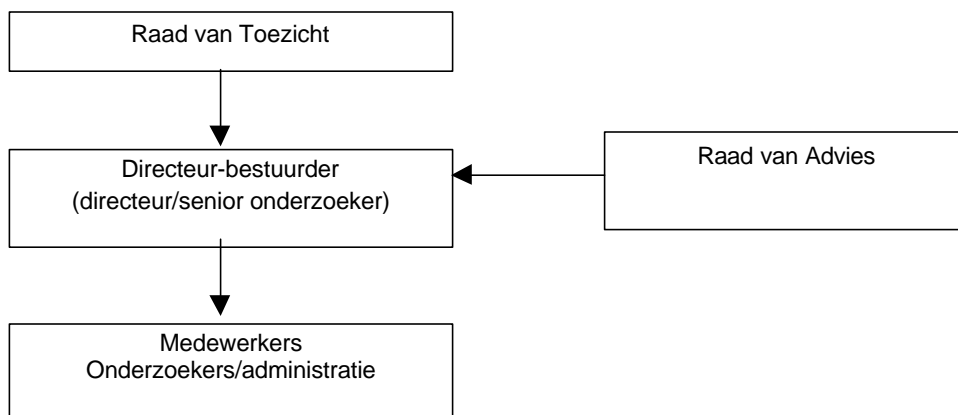 Raad van Toezicht
Directeur-bestuurder
(directeur/senior onderzoeker)
Raad van Advies
Medewerkers
Onderzoekers/administratie